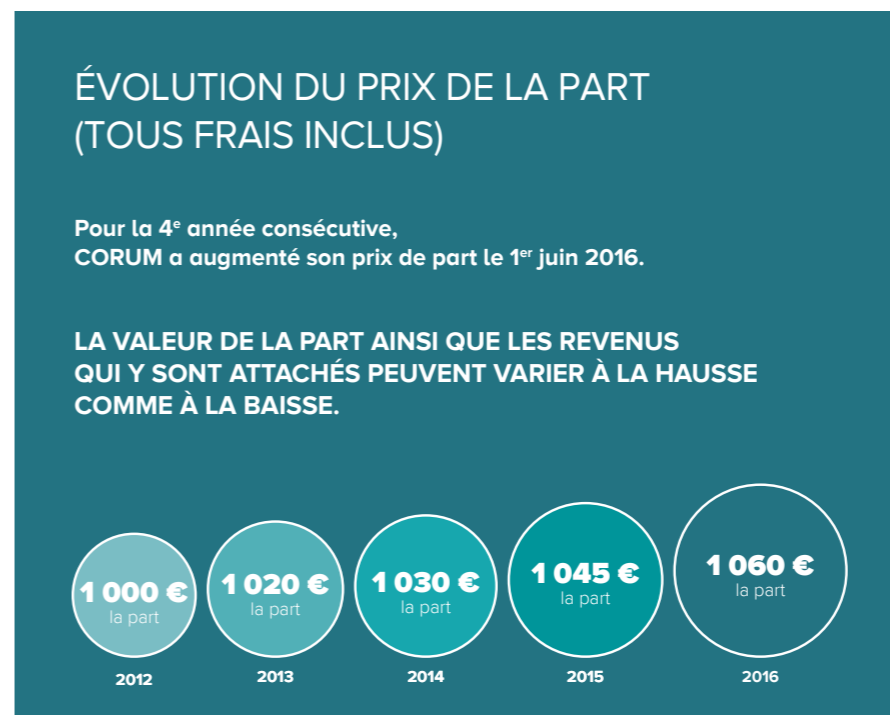 ÉVOLUTION DU PRIX DE LA PART
(TOUS FRAIS INCLUS)
Pour la 4e année consécutive,
CORUM a augmenté son prix de part le 1er juin 2016.
LA VALEUR DE LA PART AINSI QUE LES REVENUS
QUI Y SONT ATTACHÉS PEUVENT VARIER À LA HAUSSE
COMME À LA BAISSE.
1 000 €
la part
2012
1 020 €
la part
2013
1 030 €
la part
2014
1 045 €
la part
2015
1 060 €
la part
2016